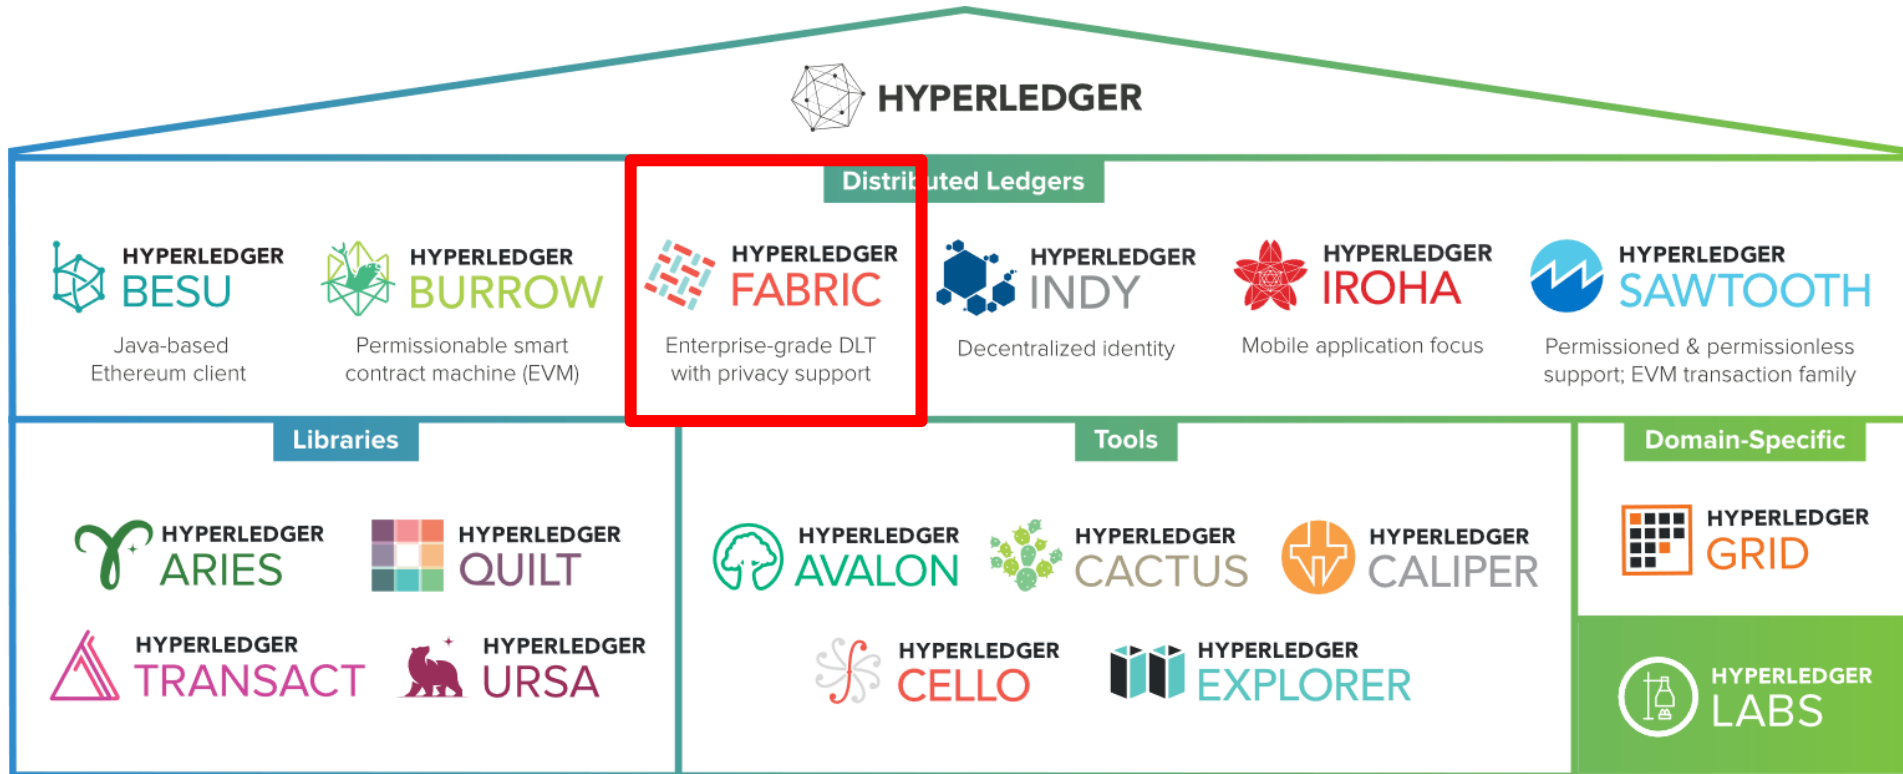 HYPERLEDGER
Distributed Ledgers
HYPERLEDGER
BESU
Java-based
Ethereum client
HYPERLEDGER
BURROW
Permissionable smart
contract machine (EVM)
HYPERLEDGER
FABRIC
Enterprise-grade DLT
with privacy support
HYPERLEDGER
INDY
Decentralized identity
HYPERLEDGER
IROHA
Mobile application focus
HYPERLEDGER
SAWTOOTH
Permissioned & permissionless
support; EVM transaction family
Libraries
HYPERLEDGER
ARIES
HYPERLEDGER
QUILT
HYPERLEDGER
TRANSACT
HYPERLEDGER
URSA
Tools
HYPERLEDGER
AVALON
HYPERLEDGER
CACTUS
HYPERLEDGER
CALIPER
HYPERLEDGER
CELLO
HYPERLEDGER
EXPLORER
Domain-Specific
HYPERLEDGER
GRID
HYPERLEDGER
LABS